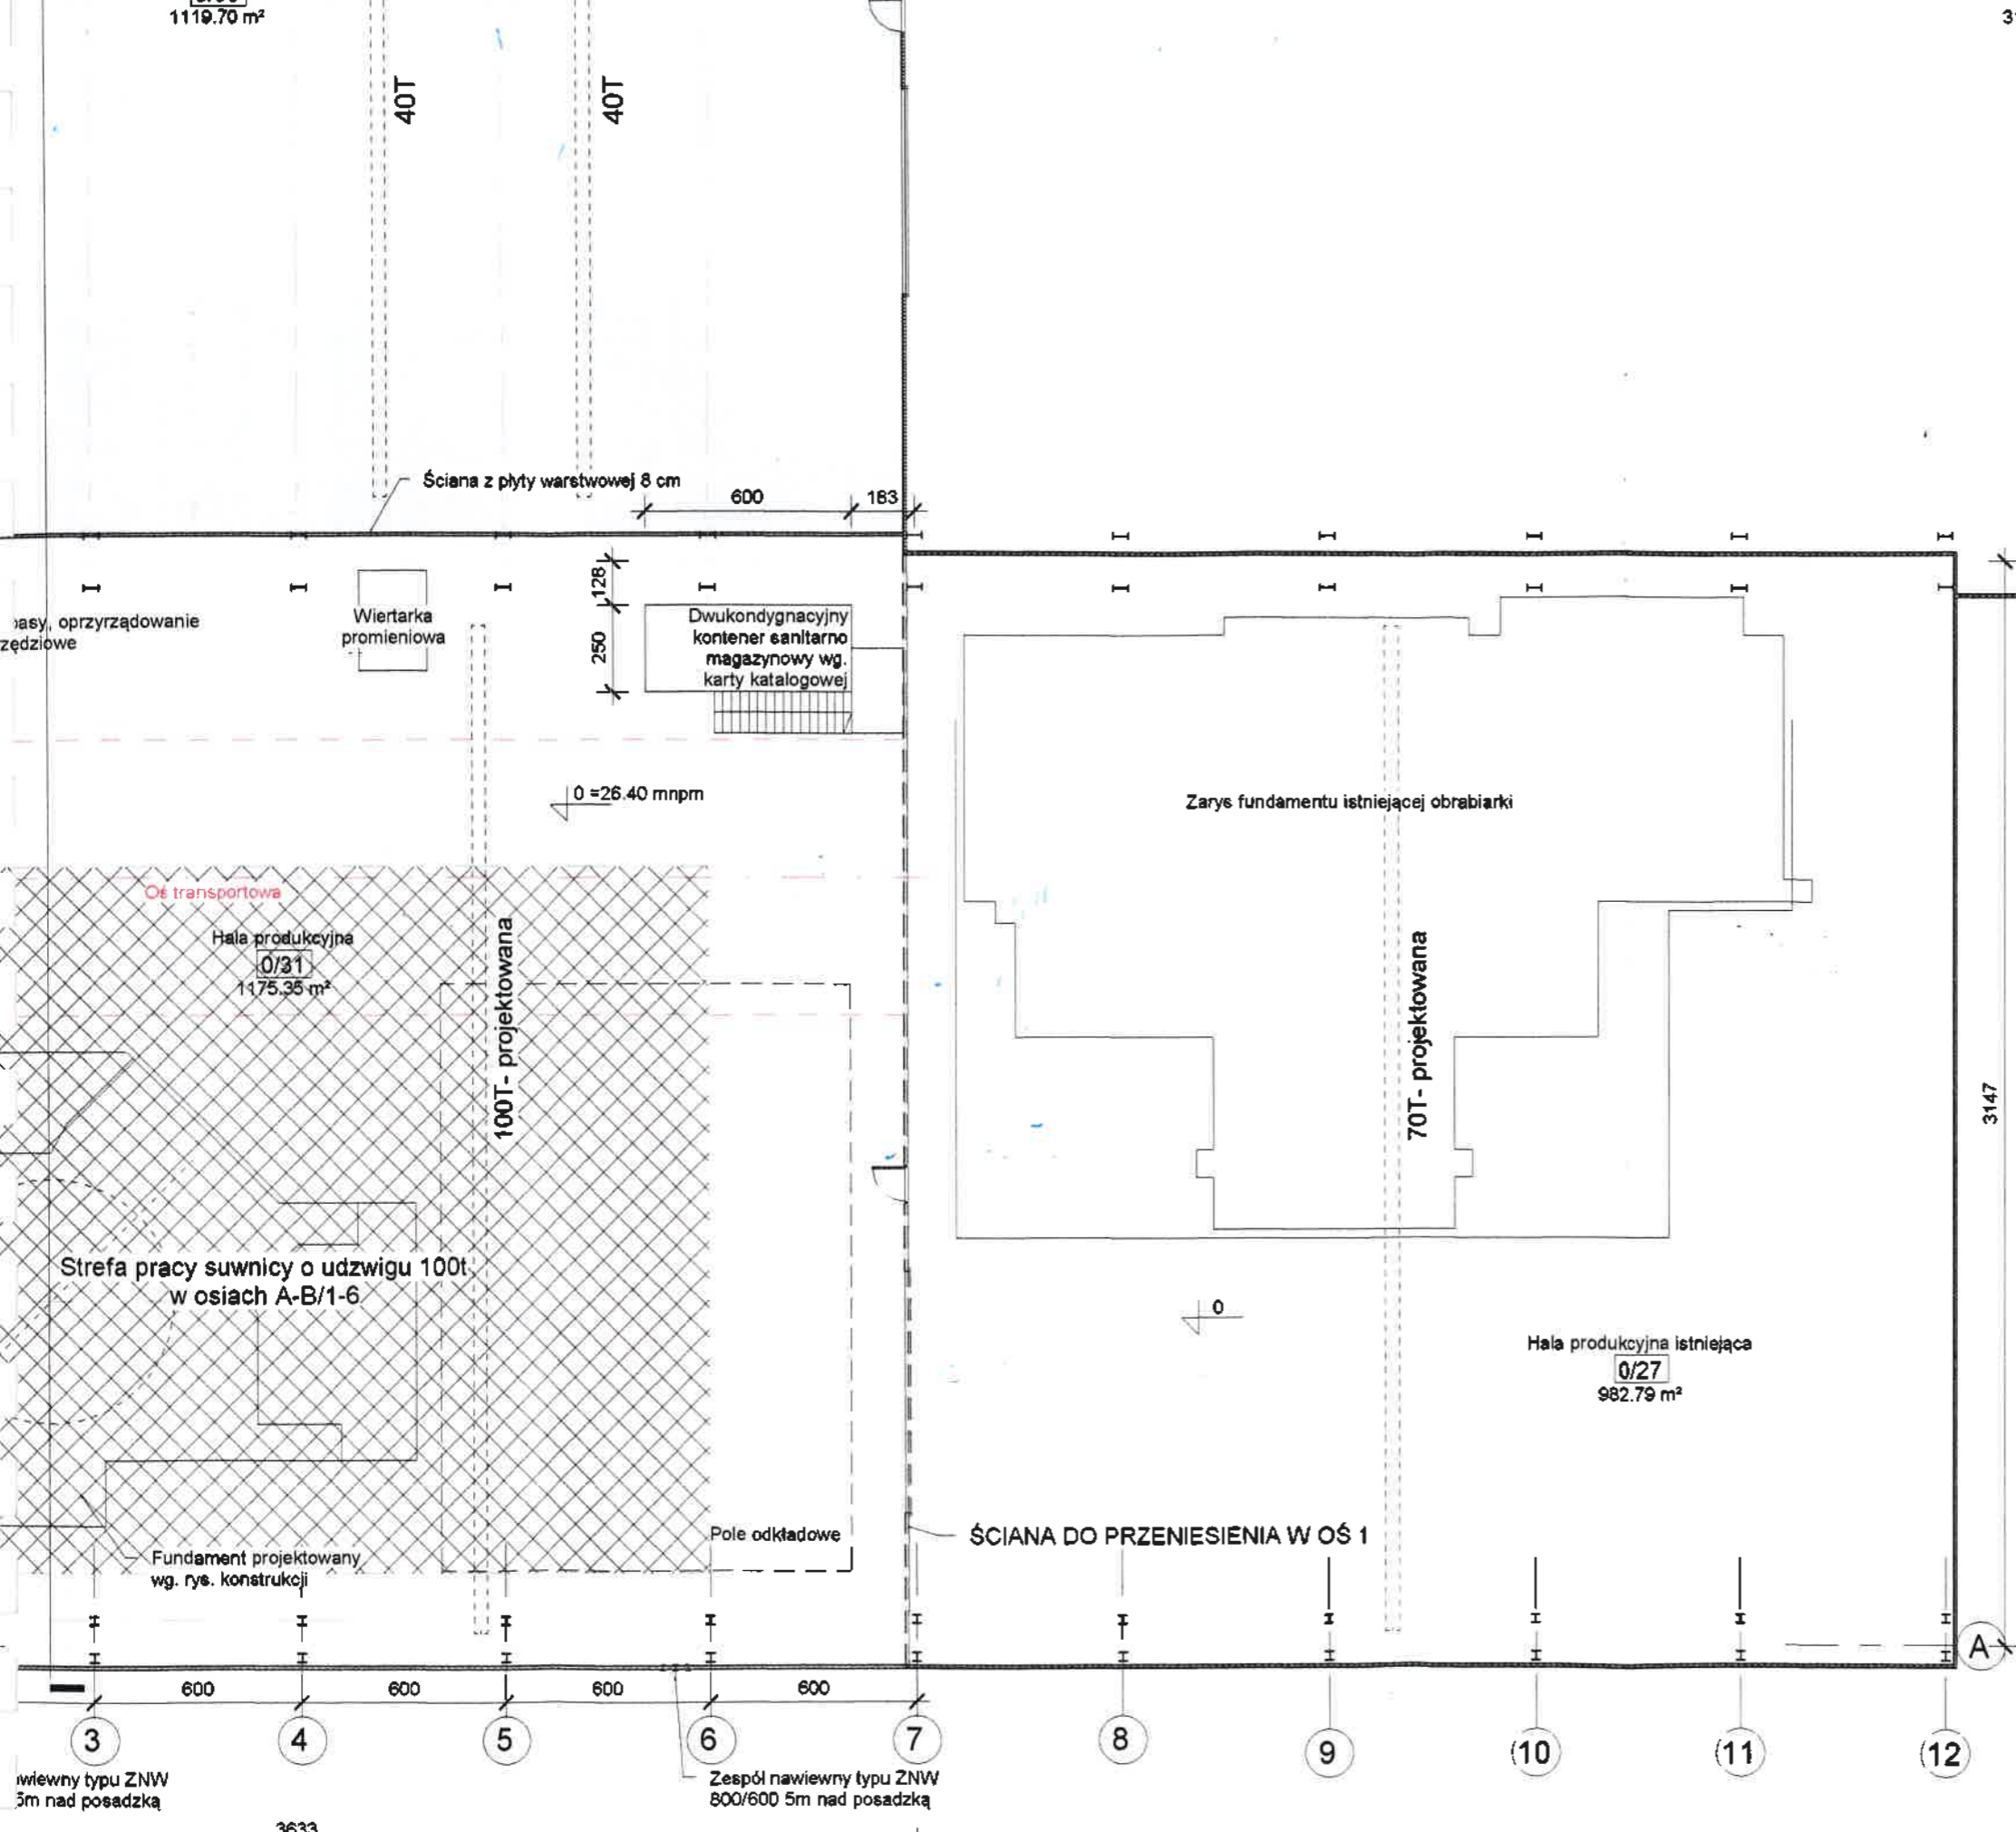 1119.70 m²
40T
40T
Ściana z płyty warstwowej 8 cm
600
183
128
250
oprzyrządowanie
Wiertarka
promieniowa
Dwukondygnacyjny
kontener sanitarno
magazynowy wg.
karty katalogowej
0 =26.40 mnpm
Zarys fundamentu istniejącej obrabiarki
Oś transportowa
Hala produkcyjna
0/31
1175.35 m²
100T- projektowana
70T- projektowana
3147
Strefa pracy suwnicy o udzwigu 100t
w osiach A-B/1-6
0
Hala produkcyjna istniejąca
0/27
982.79 m²
Pole odkładowe
ŚCIANA DO PRZENIESIENIA W OŚ 1
Fundament projektowany
wg. rys. konstrukcji
A
600
600
600
600
3
4
5
6
7
8
9
10
11
12
typu ZNW
5m nad posadzką
Zespół nawiewny typu ZNW
800/600 5m nad posadzką
3633